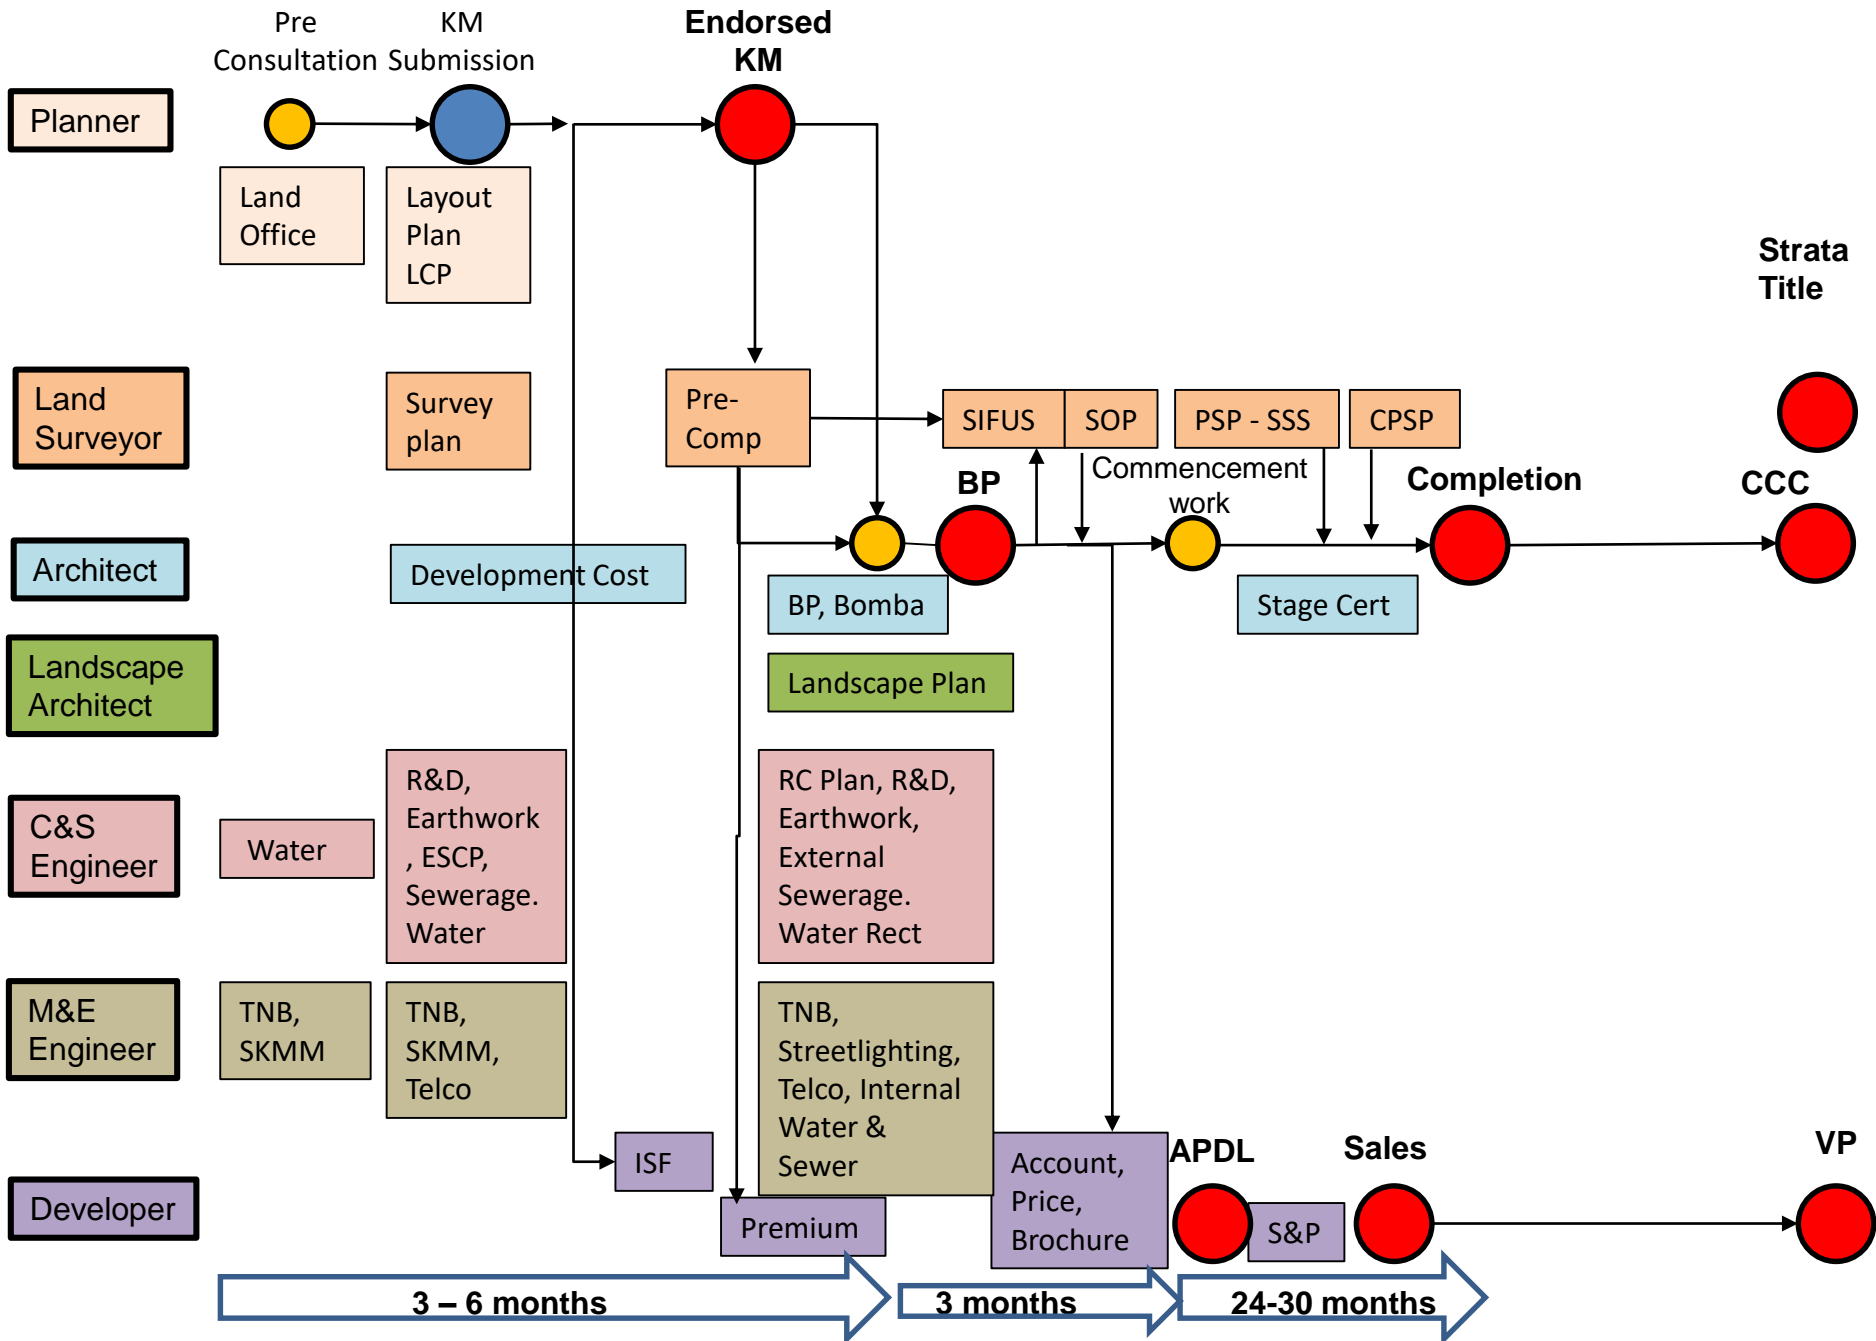 Pre
Consultation
KM
Submission
Endorsed
KM
Planner
Land
Office
Layout
Plan
LCP
Strata
Title
Land
Surveyor
Survey
plan
Pre-
Comp
SIFUS
SOP
PSP - SSS
CPSP
BP
Commencement
work
Completion
CCC
Architect
Development Cost
BP, Bomba
Stage Cert
Landscape
Architect
Landscape Plan
C&S
Engineer
Water
R&D,
Earthwork
, ESCP,
Sewerage.
Water
RC Plan, R&D,
Earthwork,
External
Sewerage.
Water Rect
M&E
Engineer
TNB,
SKMM
TNB,
SKMM,
Telco
TNB,
Streetlighting,
Telco, Internal
Water &
Sewer
Developer
ISF
Premium
Account,
Price,
Brochure
APDL
S&P
Sales
VP
3 – 6 months
3 months
24-30 months